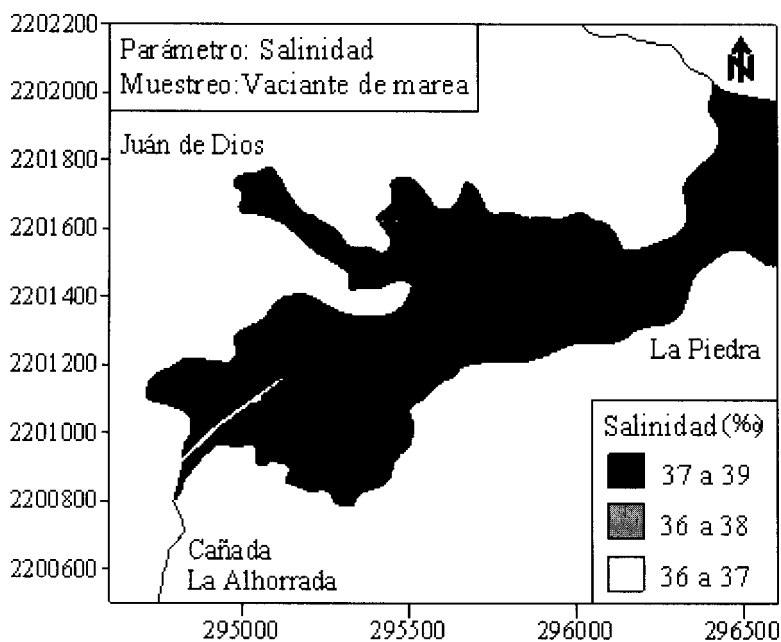 2202200
Parámetro: Salinidad
Muestreo: Vaciante de marea
N
2202000
Juán de Dios
2201800
2201600
2201400
2201200
La Piedra
2201000
2200800
2200600
Salinidad (‰)
37 a 39
36 a 38
36 a 37
Cañada
La Alhorrada
295000
295500
296000
296500